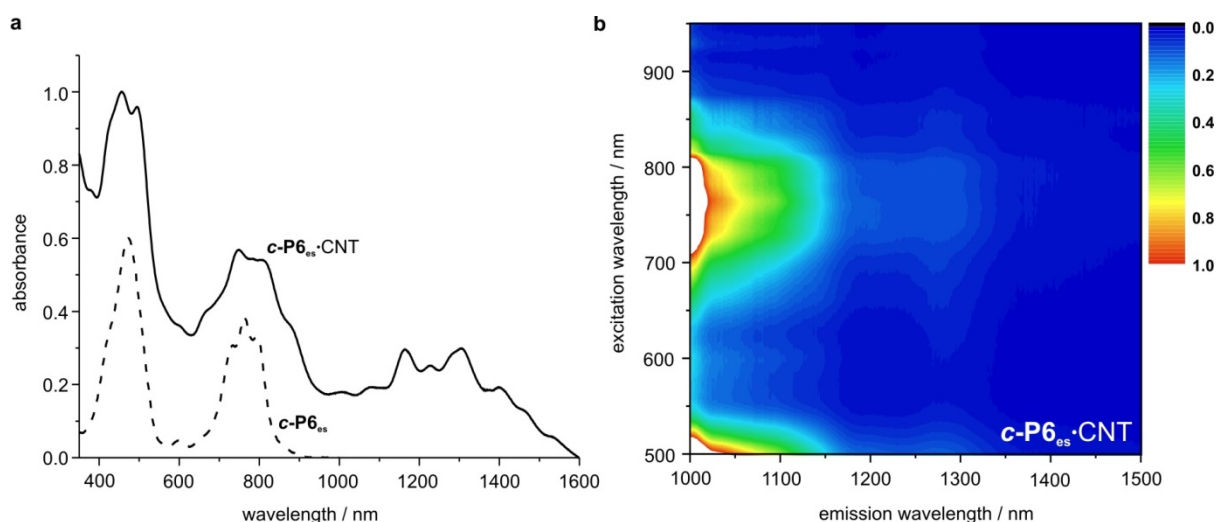 a
absorbance
1.0
0.8
0.6
0.4
0.2
0.0
c-P6es·CNT
c-P6es
400 600 800 1000 1200 1400 1600
wavelength / nm
b
excitation wavelength / nm
900
800
700
600
500
c-P6es·CNT
1000 1100 1200 1300 1400 1500
emission wavelength / nm
0.0
0.2
0.4
0.6
0.8
1.0